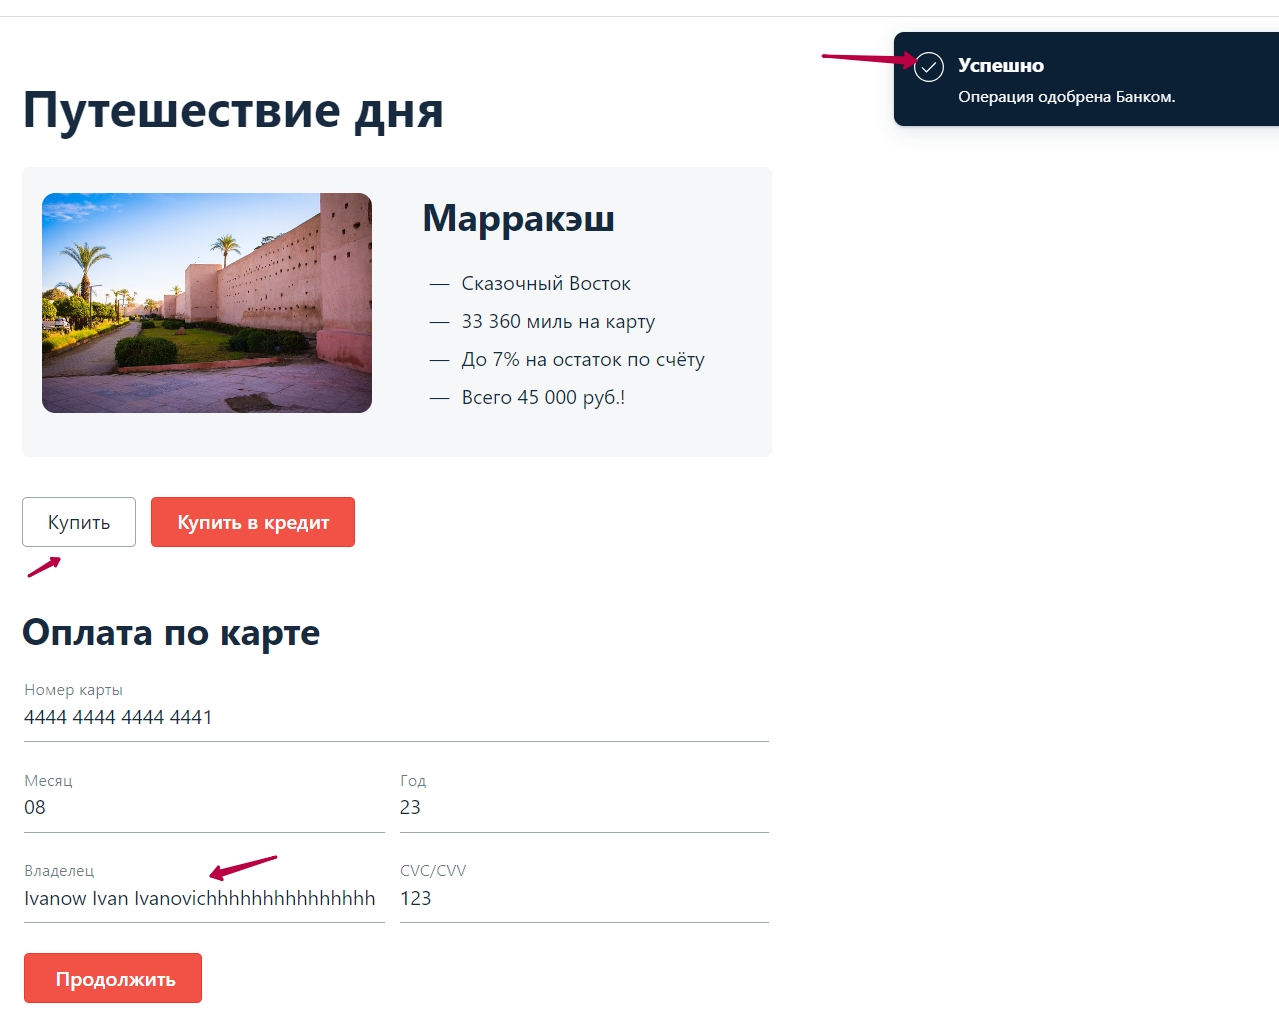 Успешно
Операция одобрена Банком.
Путешествие дня
Марракэш
— Сказочный Восток
— 33 360 миль на карту
— До 7% на остаток по счёту
— Всего 45 000 руб.!
Купить
Купить в кредит
Оплата по карте
Номер карты
4444 4444 4444 4441
Месяц
Год
08
23
Владелец
CVC/CVV
Ivanow Ivan Ivanovichhhhhhhhhhhhhhh
123
Продолжить